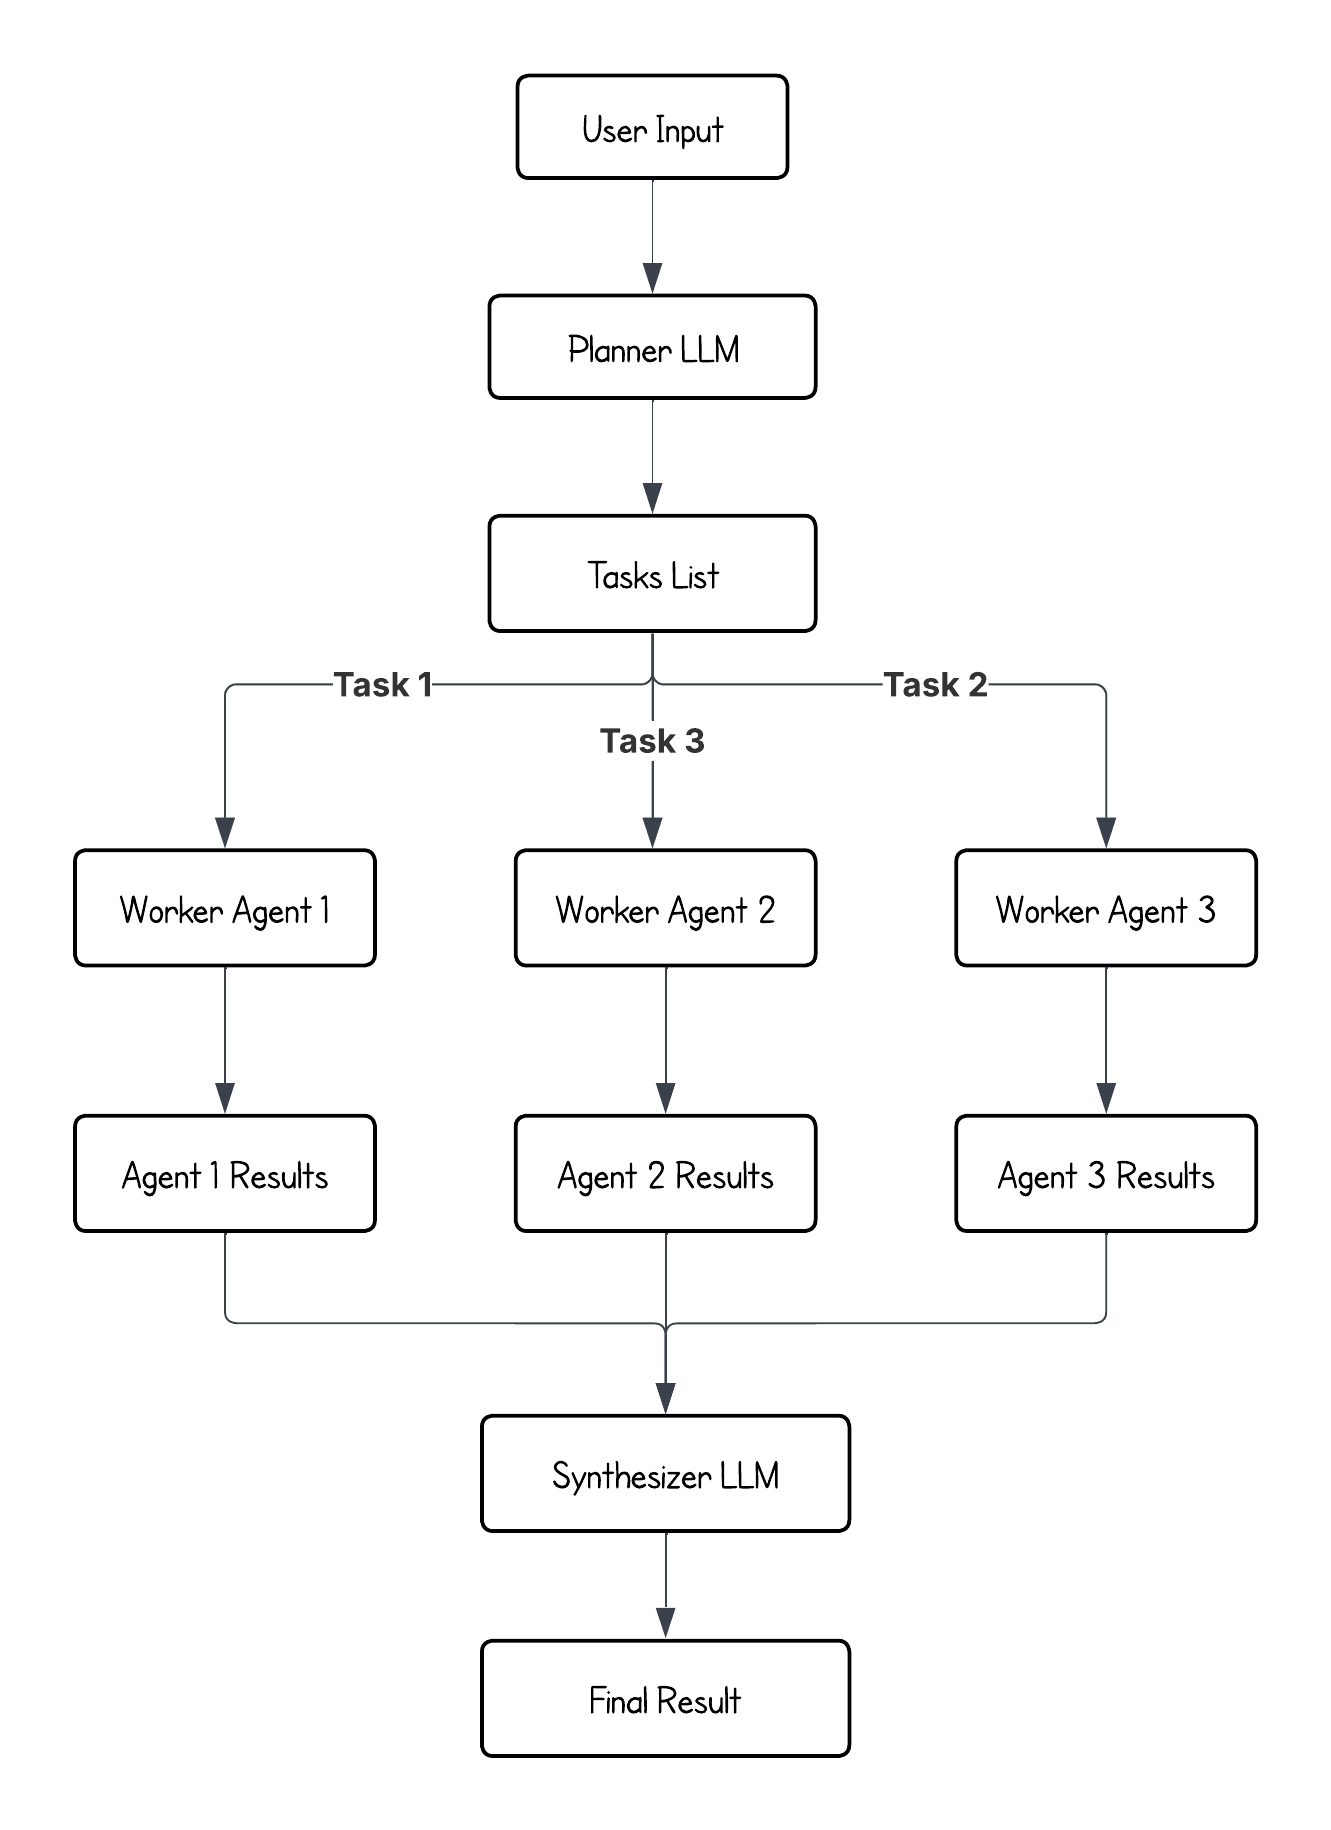 User Input
Planner LLM
Tasks List
Task 1
Task 2
Task 3
Worker Agent 1
Worker Agent 2
Worker Agent 3
Agent 1 Results
Agent 2 Results
Agent 3 Results
Synthesizer LLM
Final Result